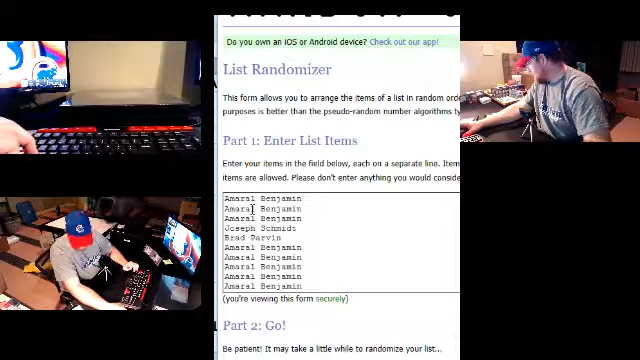 Do you own an iOS or Android device? Check out our app!
List Randomizer
This form allows you to arrange the items of a list in random
purposes is better than the pseudo-random number algorithms
Part 1: Enter List Items
Enter your items in the field below, each on a separate line.
items are allowed. Please don't enter anything you would
Amaral Benjamin
Amaral Benjamin
Amaral Benjamin
Joseph Schmidt
Brad Parvin
Amaral Benjamin
Amaral Benjamin
Amaral Benjamin
Amaral Benjamin
Amaral Benjamin
(you're viewing this form securely)
Part 2: Go!
Be patient! It may take a little while to randomize your list...